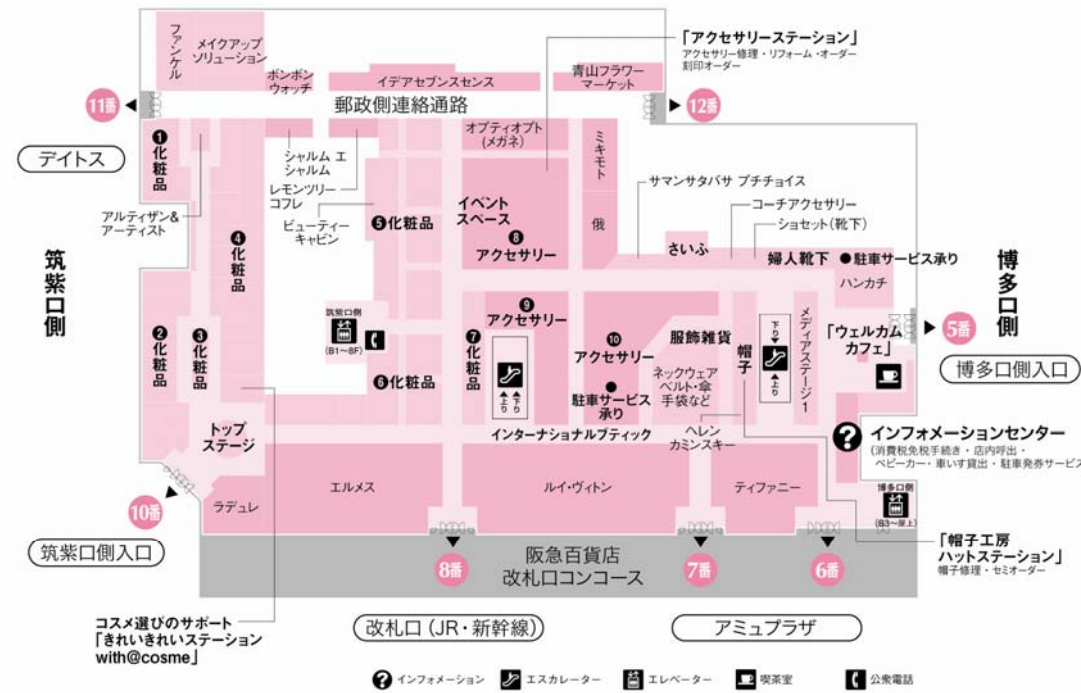 ファンケル
メイクアップ
ソリューション
ボンボン
ウォッチ
イデアセブンスセンス
青山フラワー
マーケット
「アクセサリーステーション」
アクセサリー修理・リフォーム・オーダー
刻印オーダー
11番
郵政側連絡通路
12番
デイトス
❶化粧品
シャルム エ
シャルム
オプティオプト
(メガネ)
ミキモト
レモンツリー
コフレ
サマンサタバサ プチチョイス
アルティザン&
アーティスト
ビューティー
キャビン
❺化粧品
イベント
スペース
❽
アクセサリー
俄
コーチアクセサリー
ショセット(靴下)
さいふ
婦人靴下
●駐車サービス承り
ハンカチ
❹化粧品
筑紫口側
博多口側
筑紫口側
(B1〜8F)
❷化粧品
❸化粧品
❻化粧品
❼化粧品
❾
アクセサリー
上り
下り
❿
アクセサリー
●
駐車サービス
承り
服飾雑貨
ネックウェア
ベルト・傘
手袋など
帽子
下り
上り
メディアステージ1
「ウェルカム
カフェ」
5番
博多口側入口
トップ
ステージ
インターナショナルブティック
ヘレン
カミンスキー
インフォメーションセンター
(消費税免税手続き・店内呼出・
ベビーカー・車いす貸出・駐車発券サービス
10番
ラデュレ
エルメス
ルイ・ヴィトン
ティファニー
博多口側
(B3〜屋上)
筑紫口側入口
8番
阪急百貨店
改札口コンコース
7番
6番
「帽子工房
ハットステーション」
帽子修理・セミオーダー
コスメ選びのサポート
「きれいきれいステーション
with@cosme」
改札口(JR・新幹線)
アミュプラザ
?インフォメーション
エスカレーター
エレベーター
喫茶室
公衆電話